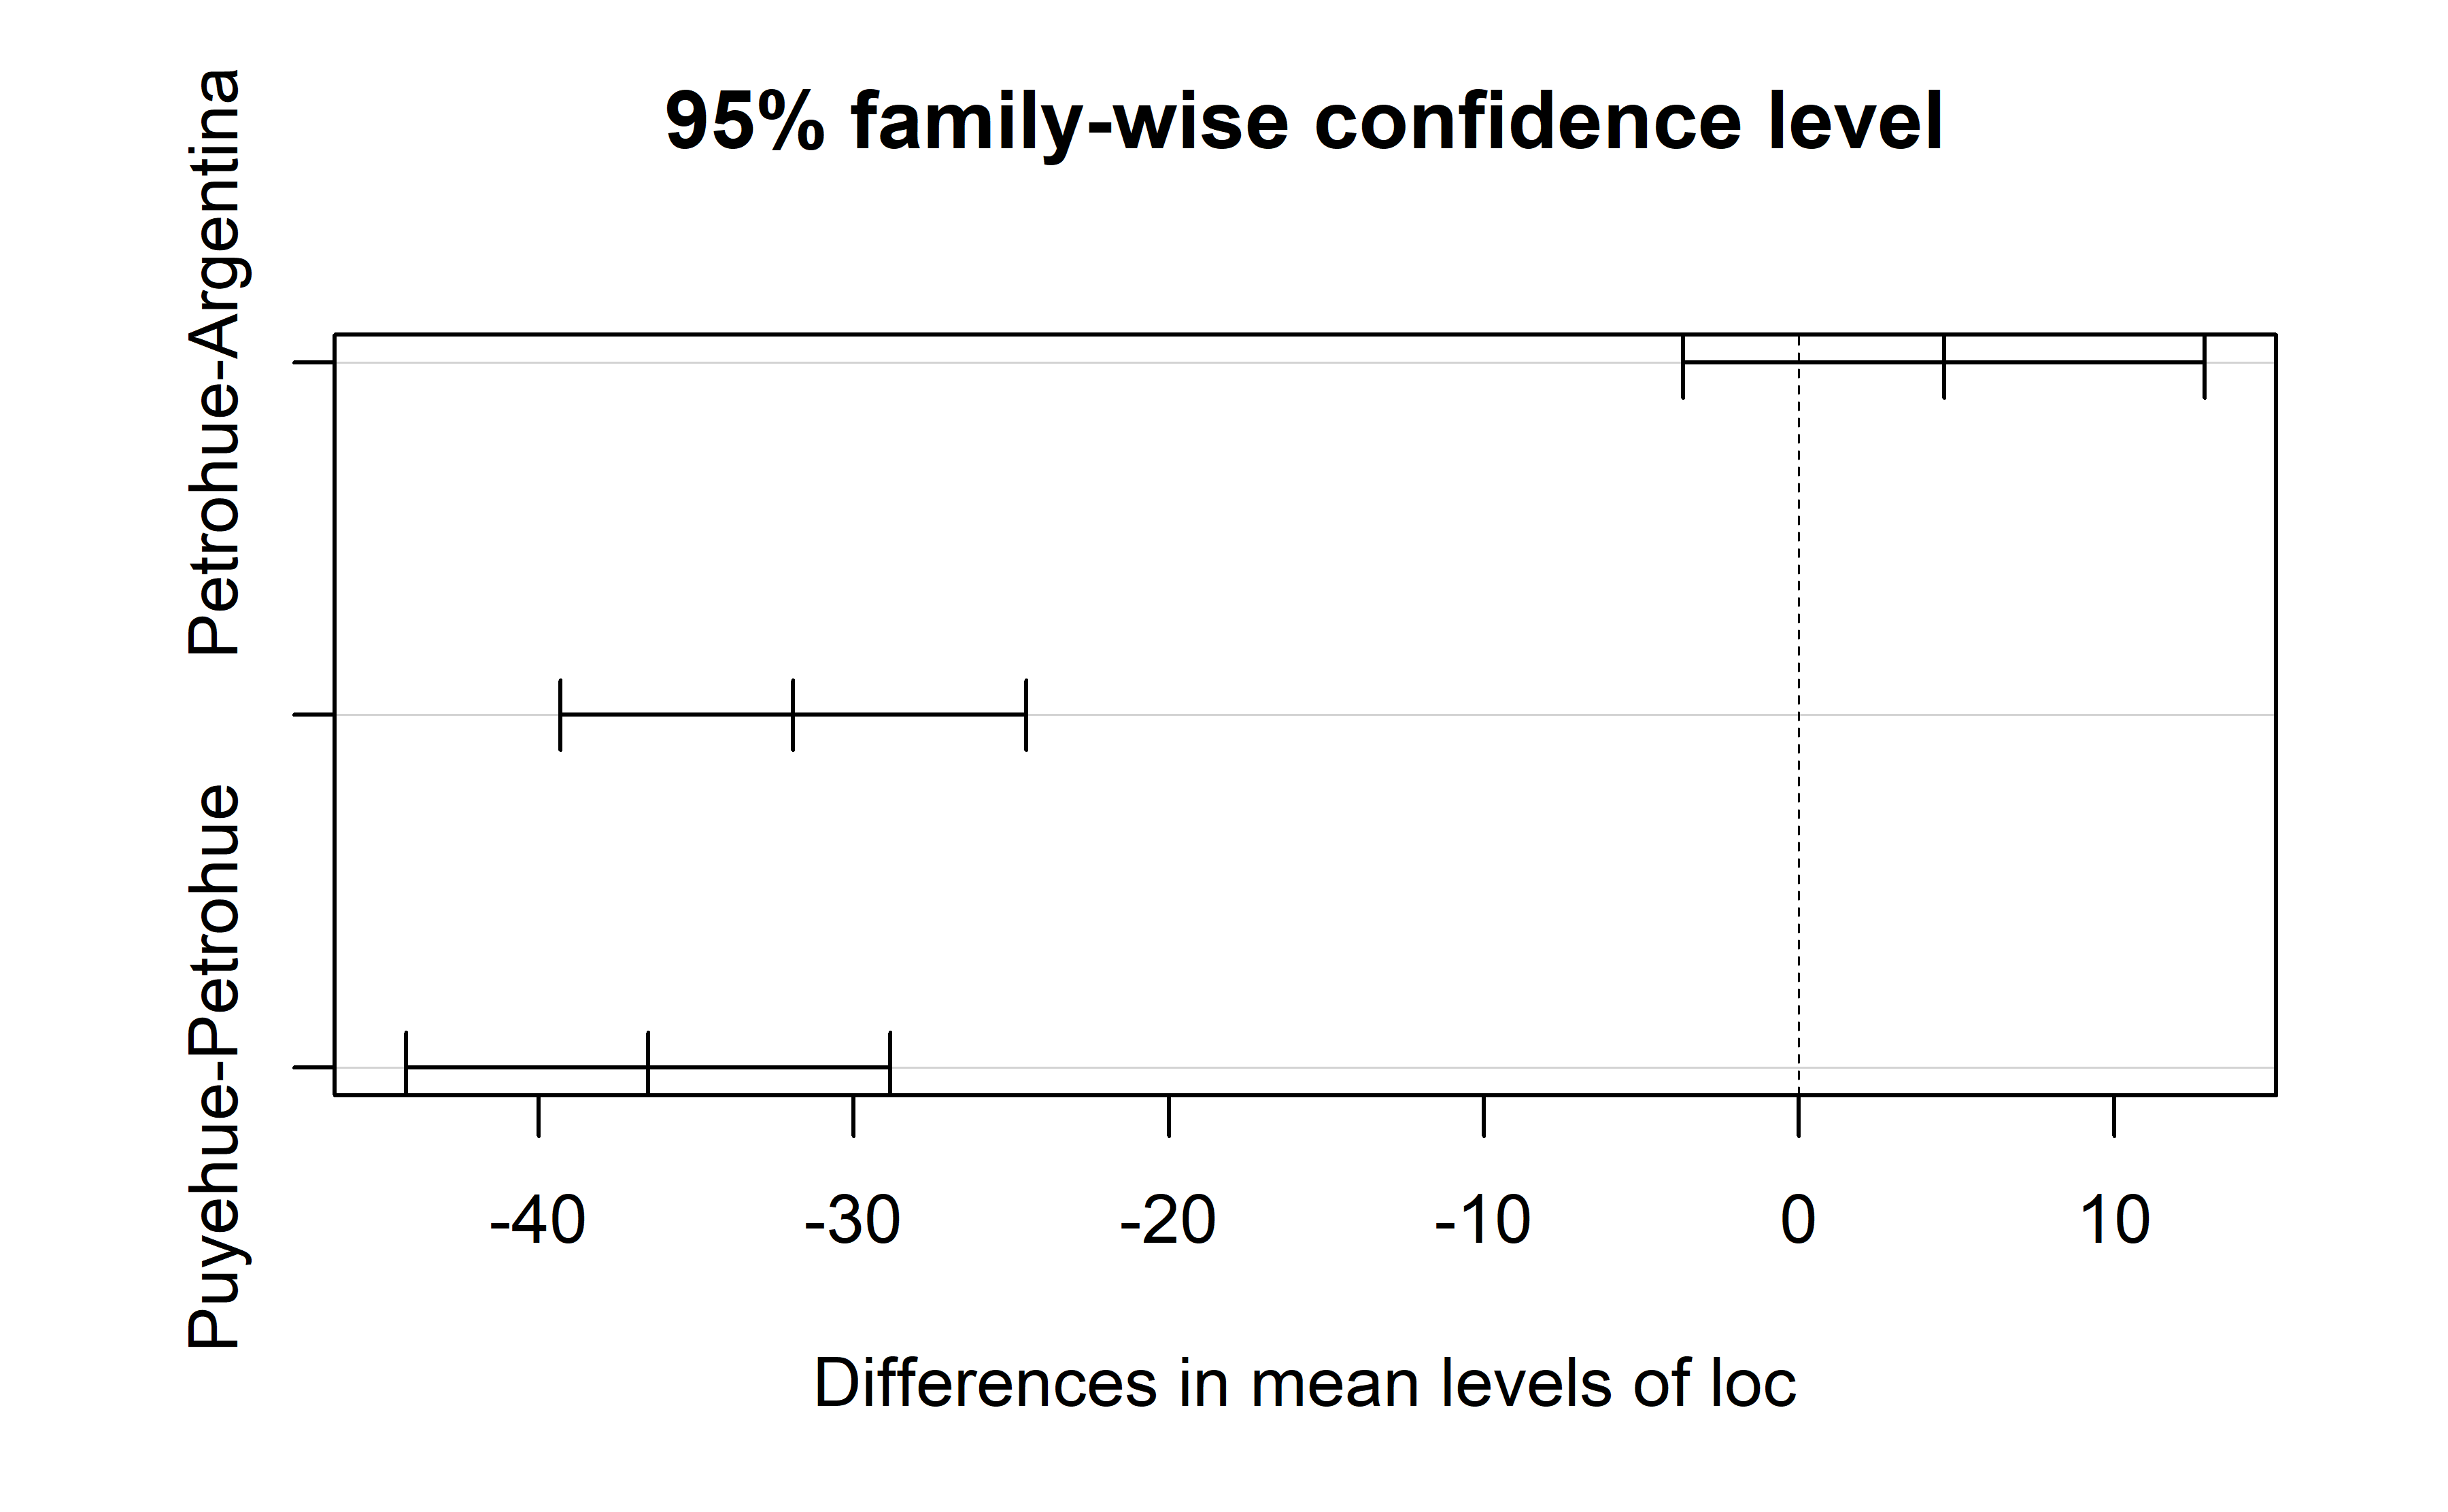 95% family-wise confidence level
Petrohue-Argentina
Puyehue-Petrohue
-40 -30 -20 -10 0 10
Differences in mean levels of loc